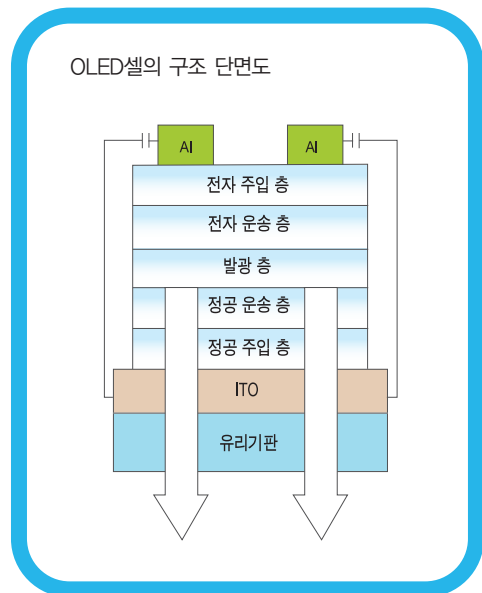 OLED셀의 구조 단면도
Al Al
전자 주입 층
전자 운송 층
발광 층
정공 운송 층
정공 주입 층
ITO
유리기판